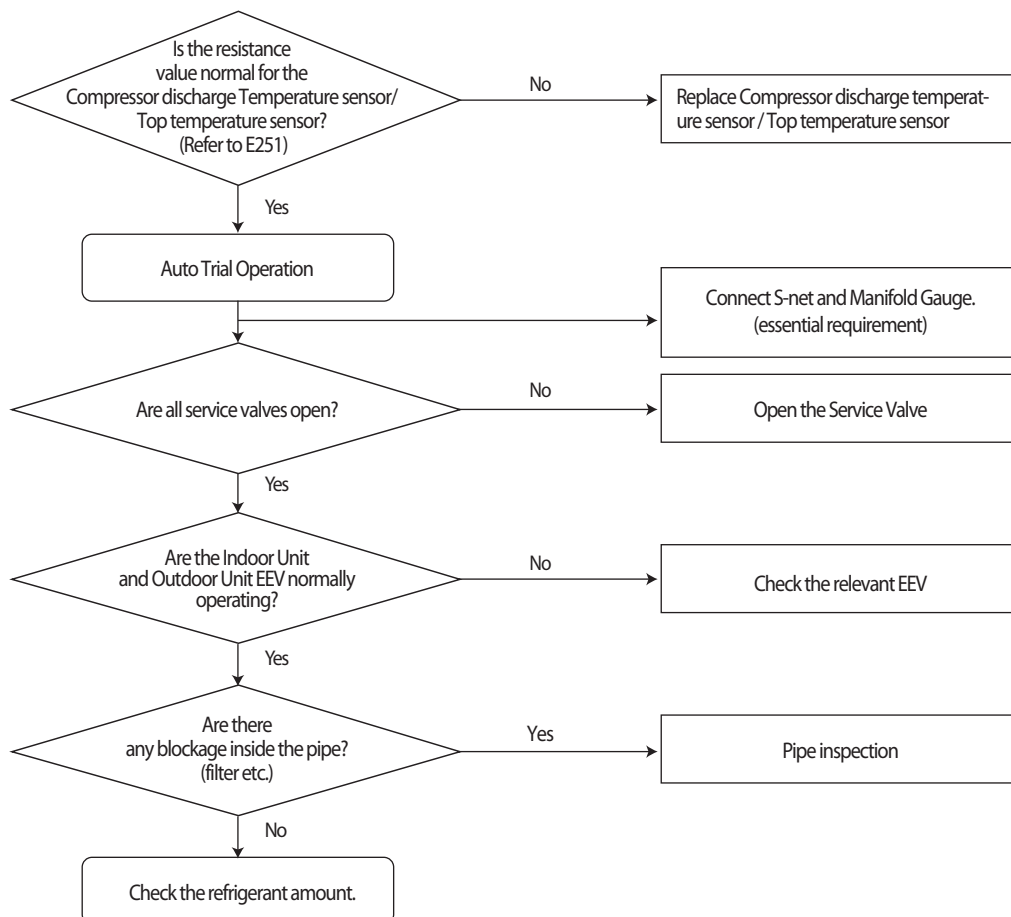 Is the resistance
value normal for the
Compressor discharge Temperature sensor/
Top temperature sensor?
(Refer to E251)
No
Replace Compressor discharge temperat-
ure sensor / Top temperature sensor
Yes
Auto Trial Operation
Connect S-net and Manifold Gauge.
(essential requirement)
Are all service valves open?
No
Open the Service Valve
Yes
Are the Indoor Unit
and Outdoor Unit EEV normally
operating?
No
Check the relevant EEV
Yes
Are there
any blockage inside the pipe?
(filter etc.)
Yes
Pipe inspection
No
Check the refrigerant amount.